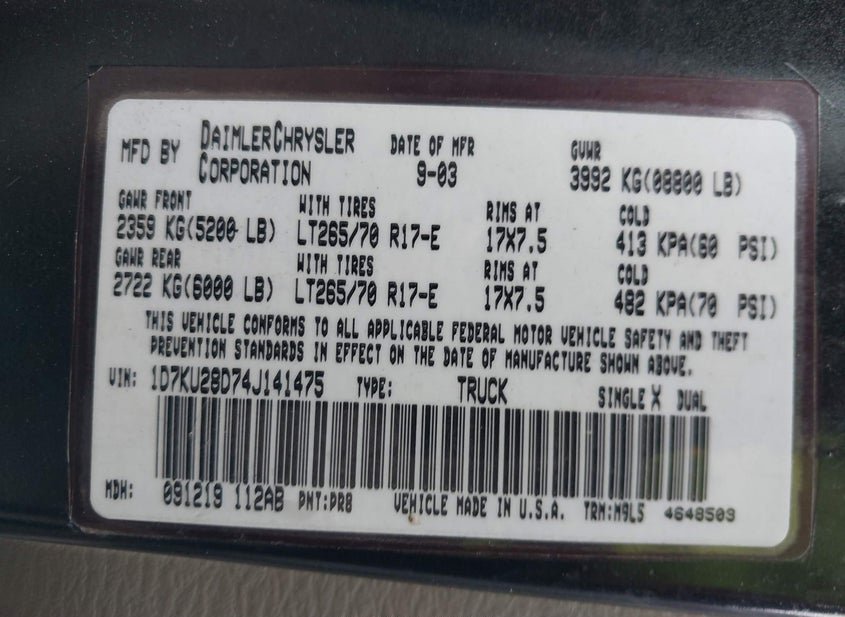 MFD BY DAIMLERCHRYSLER CORPORATION DATE OF MFR 9-03 GVWR 3992 KG(08800 LB)
GAWR FRONT WITH TIRES RIMS AT COLD
2359 KG(5200 LB) LT265/70 R17-E 17X7.5 413 KPA(60 PSI)
GAWR REAR WITH TIRES RIMS AT COLD
2722 KG(6000 LB) LT265/70 R17-E 17X7.5 482 KPA(70 PSI)
THIS VEHICLE CONFORMS TO ALL APPLICABLE FEDERAL MOTOR VEHICLE SAFETY AND THEFT
PREVENTION STANDARDS IN EFFECT ON THE DATE OF MANUFACTURE SHOWN ABOVE.
VIN: 1D7KU28D74J141475 TYPE: TRUCK SINGLE X DUAL
MDH: 091219 112AB PNT:PR8 VEHICLE MADE IN U.S.A. TRM:M9L5 4648503